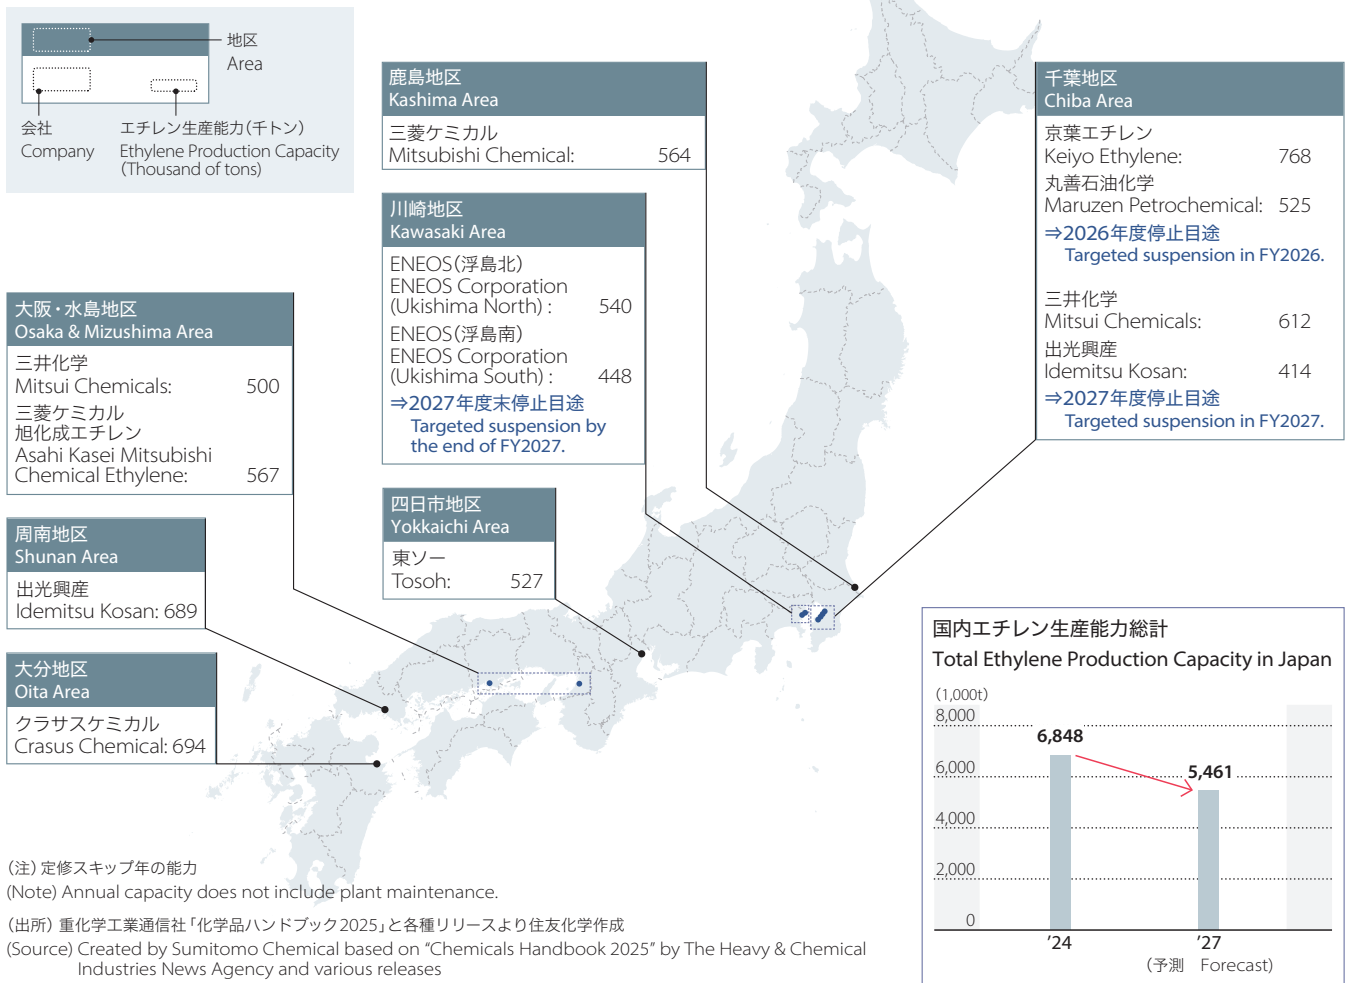 地区
Area
会社
Company
エチレン生産能力（千トン）
Ethylene Production Capacity
(Thousand of tons)
鹿島地区
Kashima Area
三菱ケミカル
Mitsubishi Chemical: 564
川崎地区
Kawasaki Area
ENEOS（浮島北）
ENEOS Corporation
(Ukishima North) : 540
ENEOS（浮島南）
ENEOS Corporation
(Ukishima South) : 448
⇒2027年度末停止目途
Targeted suspension by
the end of FY2027.
千葉地区
Chiba Area
京葉エチレン
Keiyo Ethylene: 768
丸善石油化学
Maruzen Petrochemical: 525
⇒2026年度停止目途
Targeted suspension in FY2026.
三井化学
Mitsui Chemicals: 612
出光興産
Idemitsu Kosan: 414
⇒2027年度停止目途
Targeted suspension in FY2027.
大阪・水島地区
Osaka & Mizushima Area
三井化学
Mitsui Chemicals: 500
三菱ケミカル
旭化成エチレン
Asahi Kasei Mitsubishi
Chemical Ethylene: 567
四日市地区
Yokkaichi Area
東ソー
Tosoh: 527
周南地区
Shunan Area
出光興産
Idemitsu Kosan: 689
大分地区
Oita Area
クラサスケミカル
Crasus Chemical: 694
国内エチレン生産能力総計
Total Ethylene Production Capacity in Japan
(1,000t)
8,000
6,848
6,000
5,461
4,000
2,000
0
'24
'27
（予測 Forecast）
（注）定修スキップ年の能力
(Note) Annual capacity does not include plant maintenance.
（出所）重化学工業通信社「化学品ハンドブック2025」と各種リリースより住友化学作成
(Source) Created by Sumitomo Chemical based on “Chemicals Handbook 2025” by The Heavy & Chemical
Industries News Agency and various releases